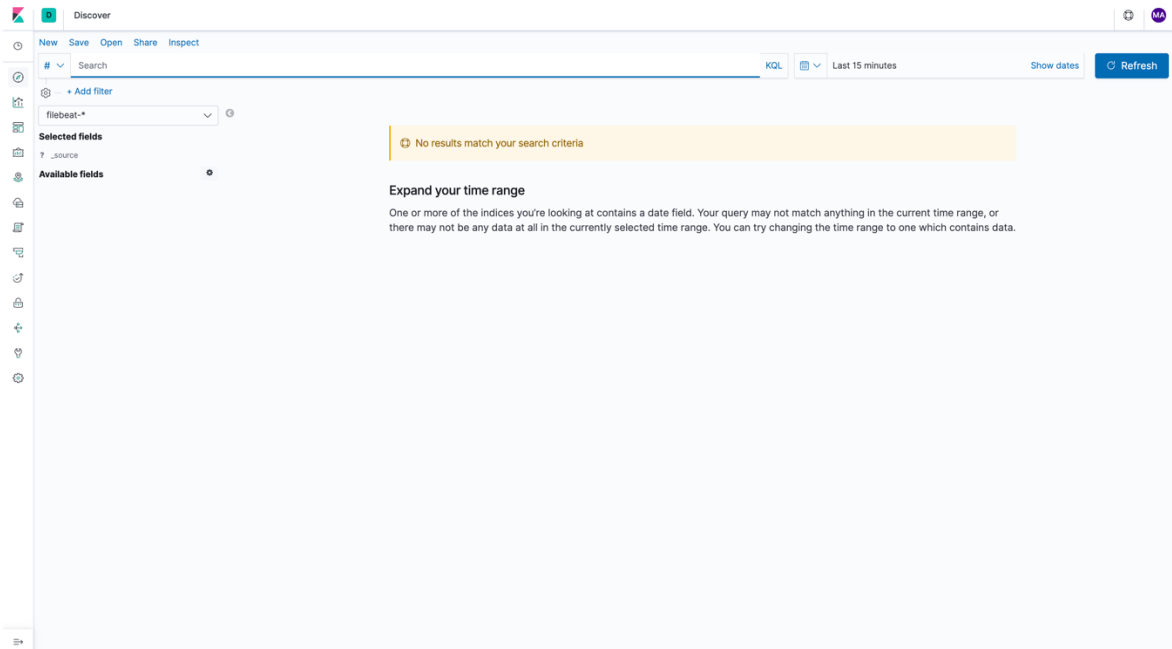 D Discover MA
New Save Open Share Inspect
# Search KQL Last 15 minutes Show dates Refresh
+ Add filter
filebeat-*
Selected fields
? _source
Available fields
No results match your search criteria
Expand your time range
One or more of the indices you're looking at contains a date field. Your query may not match anything in the current time range, or
there may not be any data at all in the currently selected time range. You can try changing the time range to one which contains data.